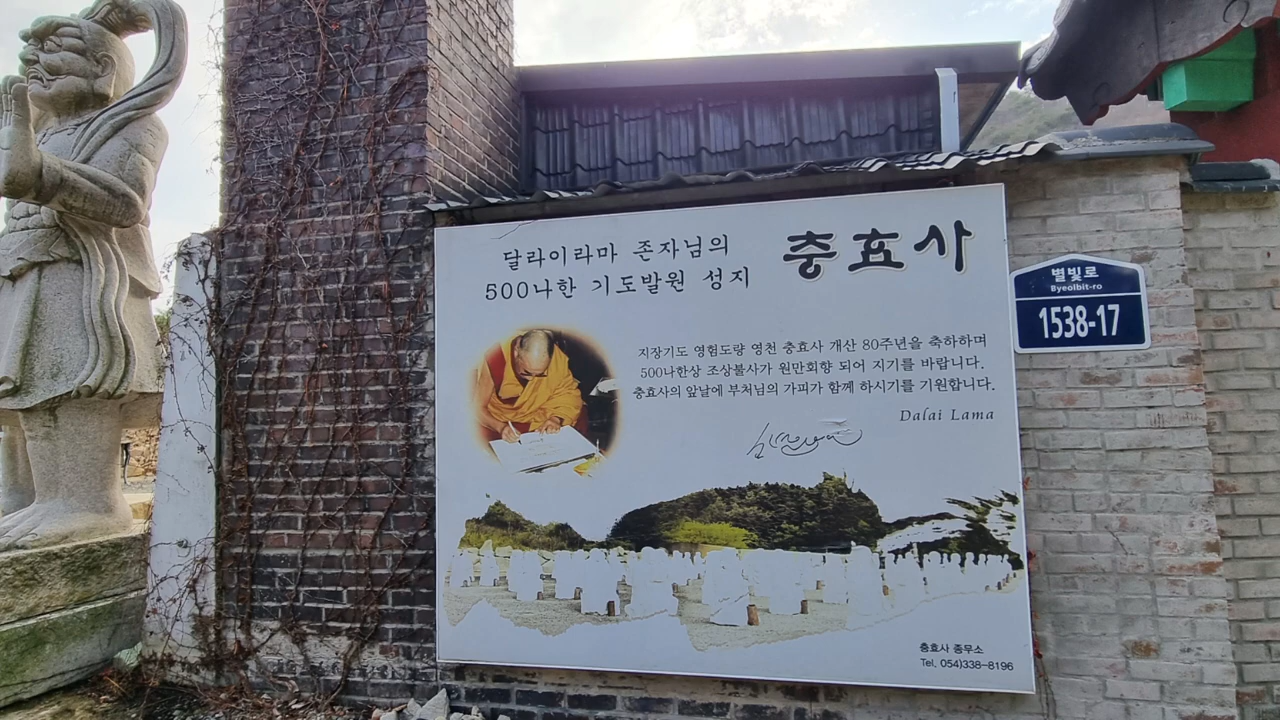 달라이라마 존자님의
500나한 기도발원 성지
충효사
별빛로
Byeolbit-ro
1538-17
지장기도 영험도량 영천 충효사 개산 80주년을 축하하며
500나한상 조상불사가 원만회향 되어 지기를 바랍니다.
충효사의 앞날에 부처님의 가피가 함께 하시기를 기원합니다.
Dalai Lama
충효사 종무소
Tel. 054)338-8196